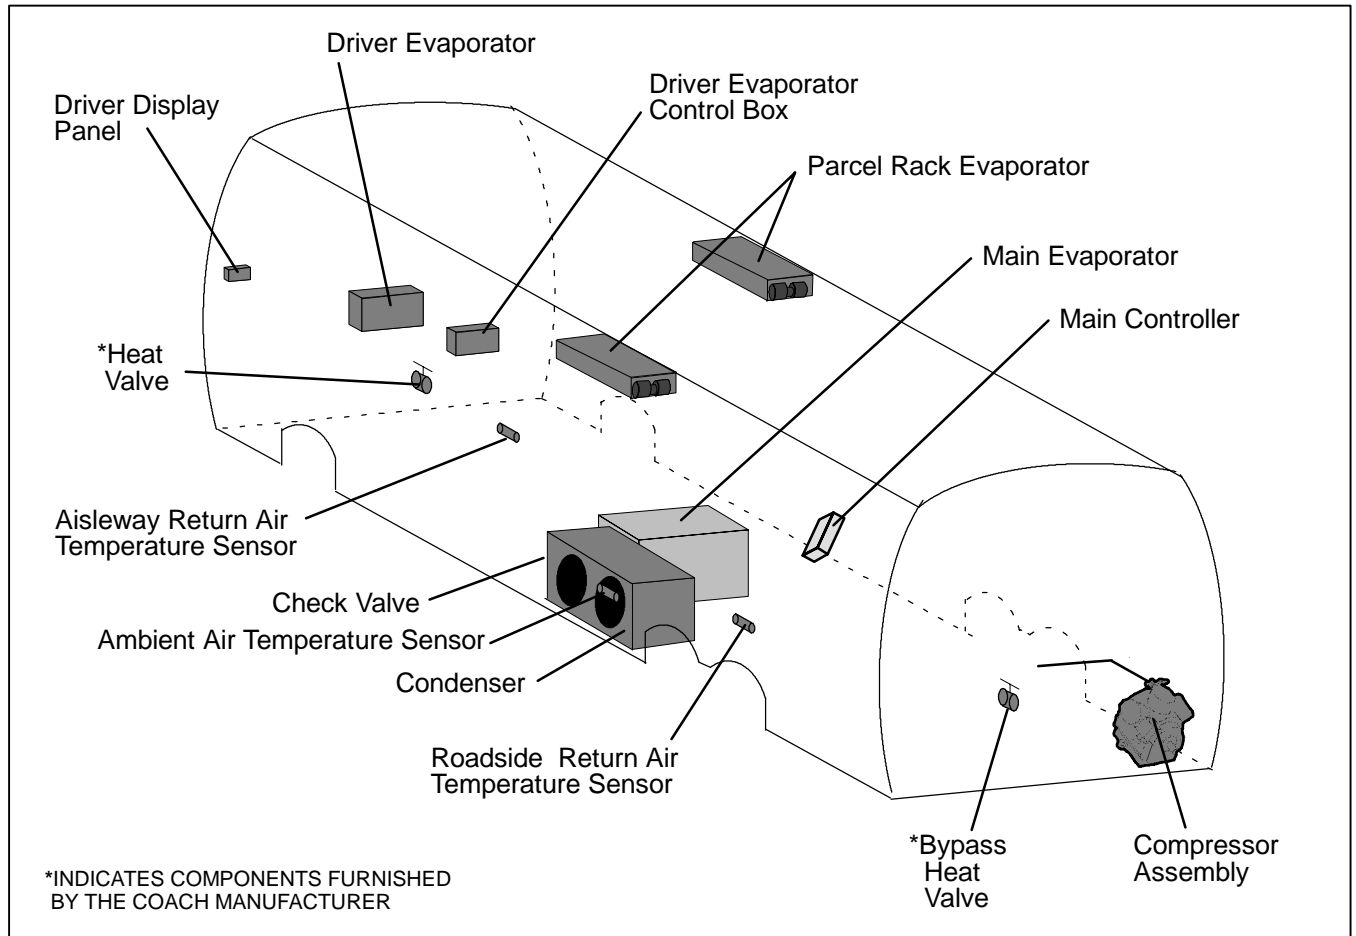 Driver Evaporator
Driver Display
Panel
Driver Evaporator
Control Box
Parcel Rack Evaporator
Main Evaporator
Main Controller
*Heat
Valve
Aisleway Return Air
Temperature Sensor
Check Valve
Ambient Air Temperature Sensor
Condenser
Roadside Return Air
Temperature Sensor
*Bypass
Heat
Valve
Compressor
Assembly
*INDICATES COMPONENTS FURNISHED
BY THE COACH MANUFACTURER